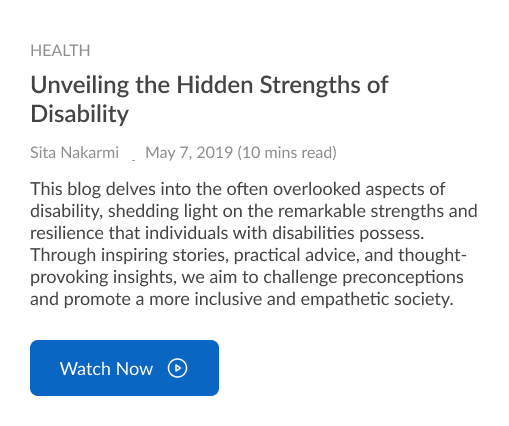 HEALTH
Unveiling the Hidden Strengths of
Disability
Sita Nakarmi . May 7, 2019 (10 mins read)
This blog delves into the often overlooked aspects of
disability, shedding light on the remarkable strengths and
resilience that individuals with disabilities possess.
Through inspiring stories, practical advice, and thought-
provoking insights, we aim to challenge preconceptions
and promote a more inclusive and empathetic society.
Watch Now